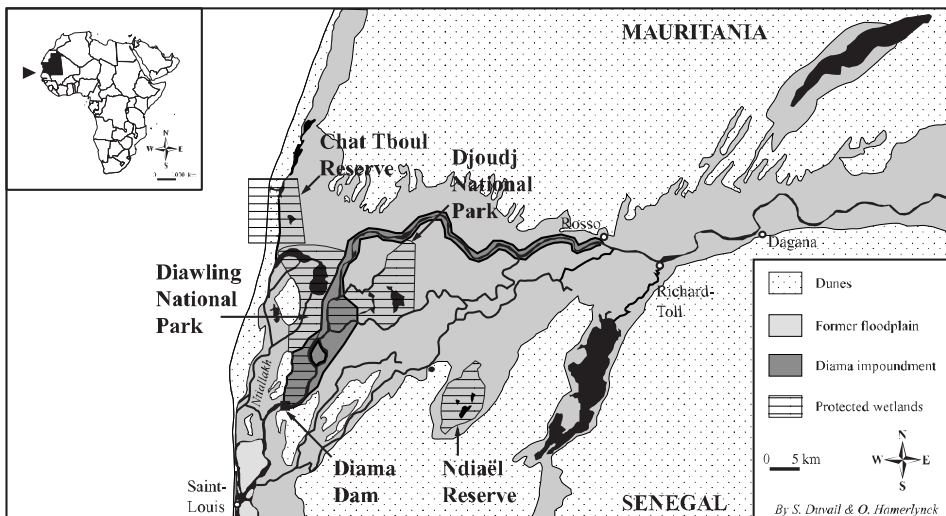 MAURITANIA
N
W E
S
Chat Tboul
Reserve
Djoudj
National
Park
Rosso
Dagana
Diawling
National
Park
Richard-
Toll
Dunes
Former floodplain
Diama impoundment
Protected wetlands
Ntiallakh
N
W E
S
0 5 km
Diama
Dam
Ndiaël
Reserve
Saint-
Louis
SENEGAL
By S. Duvail & O. Hamerlynck